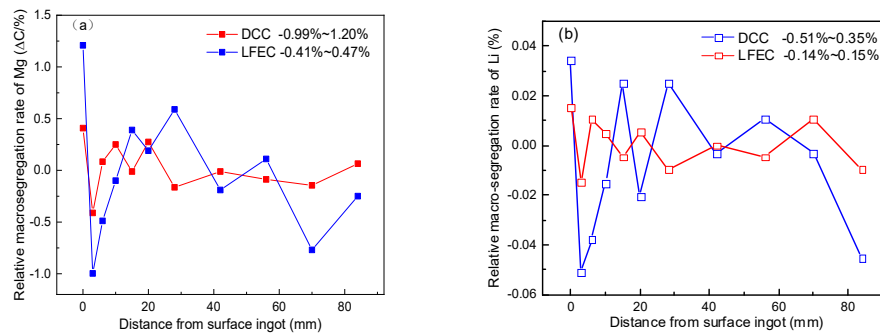 (a)
DCC -0.99%~1.20%
LFEC -0.41%~0.47%
Relative macrosegregation rate of Mg (ΔC/%)
1.5
1.0
0.5
0.0
-0.5
-1.0
0 20 40 60 80
Distance from surface ingot (mm)
(b)
DCC -0.51%~0.35%
LFEC -0.14%~0.15%
Relative macro-segregation rate of Li (%)
0.04
0.02
0.00
-0.02
-0.04
-0.06
0 20 40 60 80
Distance from surface ingot (mm)